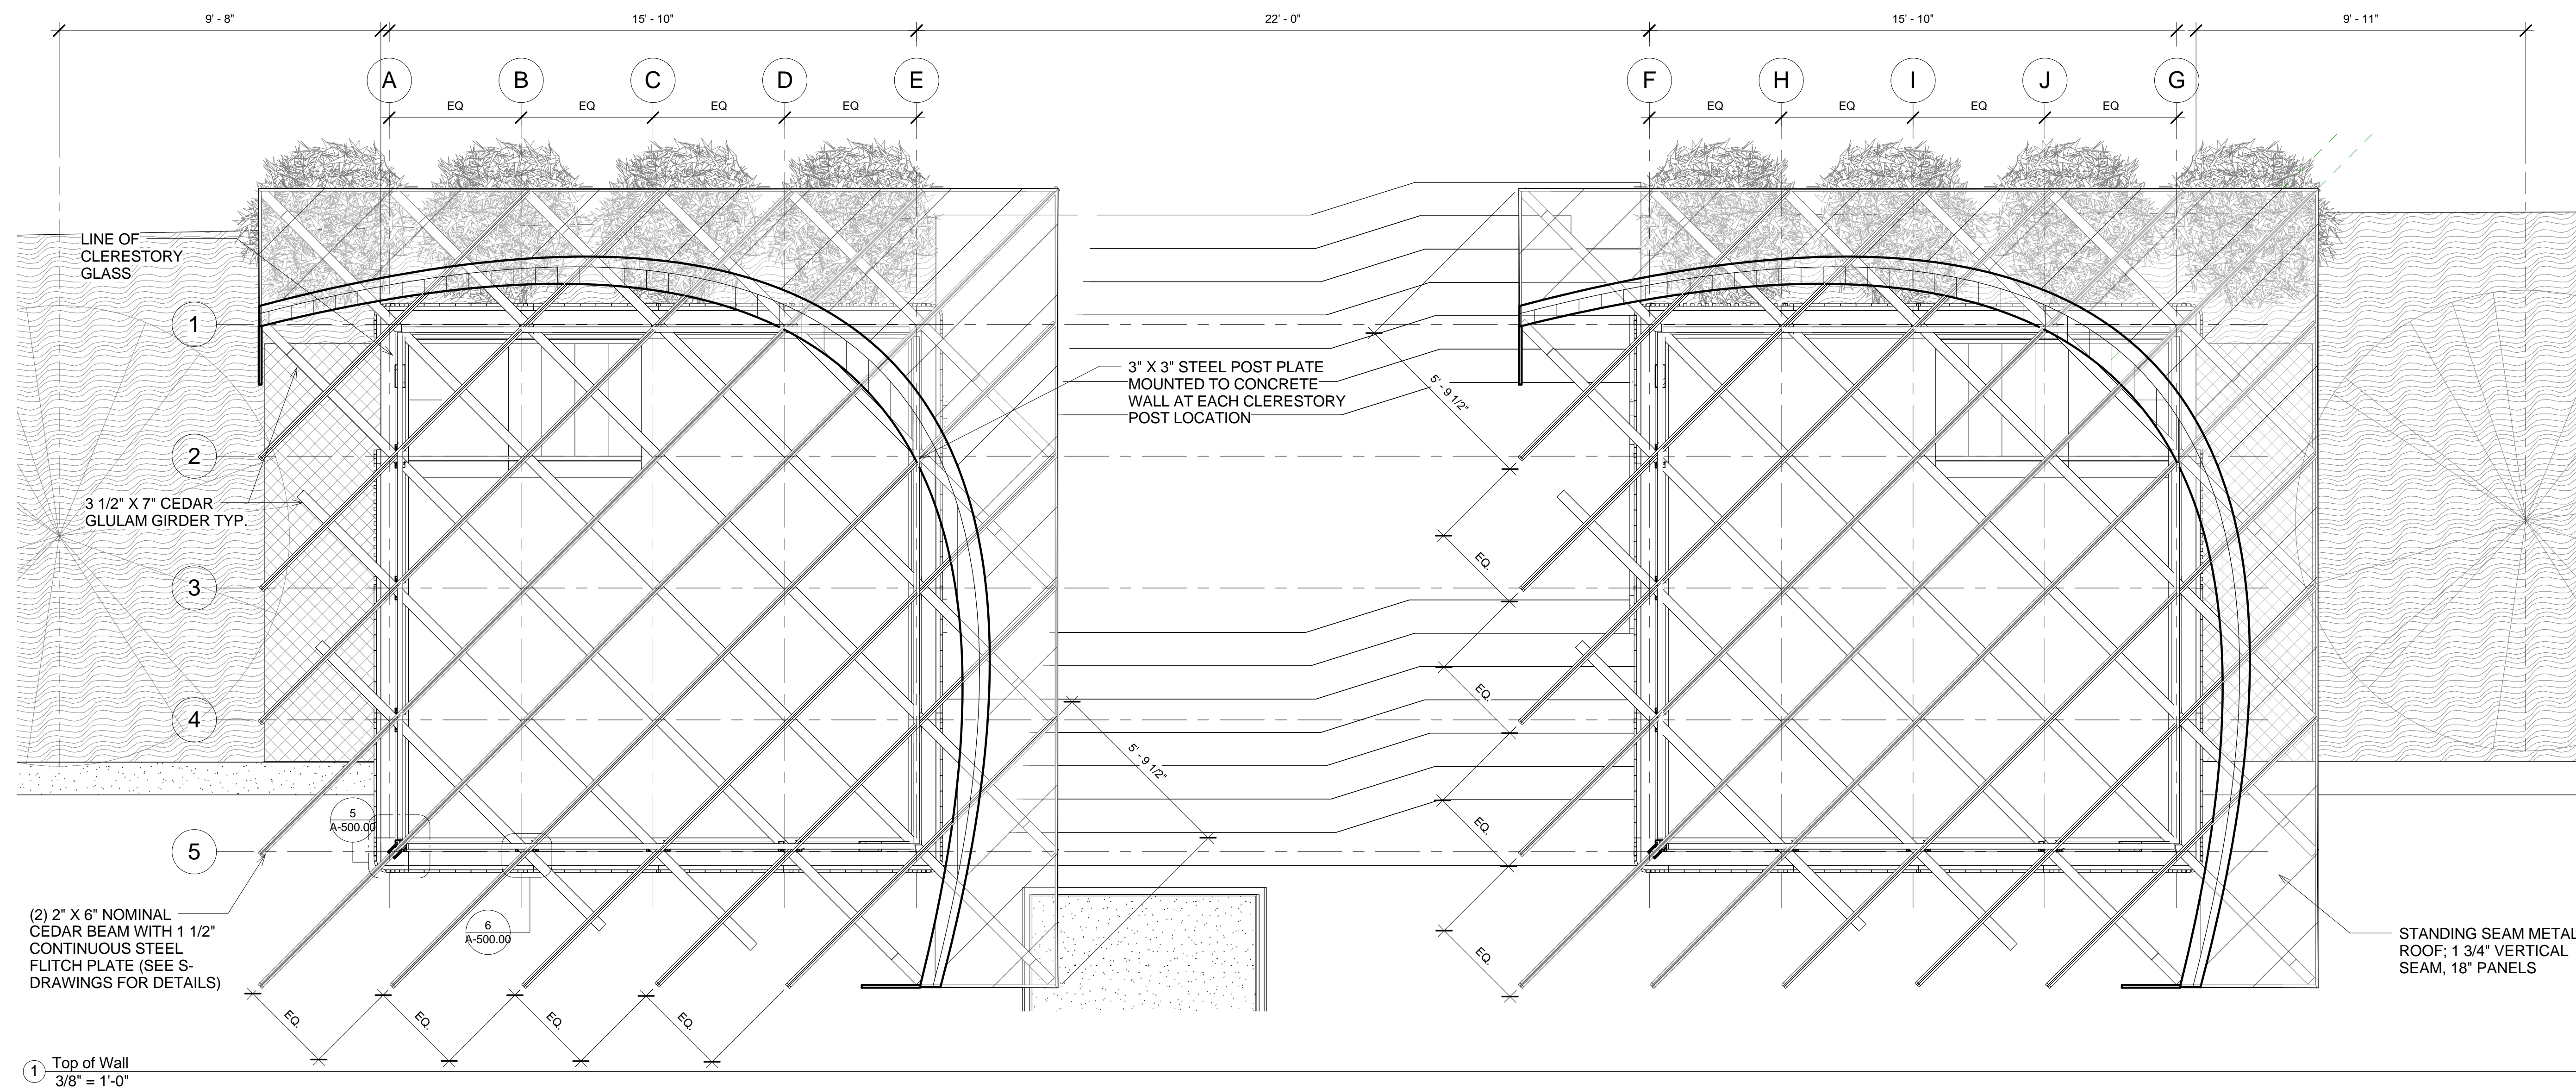 9' - 8"
15' - 10"
22' - 0"
15' - 10"
9' - 11"
A
B
C
D
E
F
H
I
J
G
EQ
EQ
EQ
EQ
EQ
EQ
EQ
EQ
LINE OF
CLERESTORY
GLASS
1
2
3
4
5
3" X 3" STEEL POST PLATE
MOUNTED TO CONCRETE
WALL AT EACH CLERESTORY
POST LOCATION
5' - 9 1/2"
3 1/2" X 7" CEDAR
GLULAM GIRDER TYP.
EQ.
EQ.
EQ.
EQ.
5' - 9 1/2"
5
A-500.00
6
A-500.00
(2) 2" X 6" NOMINAL
CEDAR BEAM WITH 1 1/2"
CONTINUOUS STEEL
FLITCH PLATE (SEE S-
DRAWINGS FOR DETAILS)
STANDING SEAM METAL
ROOF; 1 3/4" VERTICAL
SEAM, 18" PANELS
EQ.
EQ.
EQ.
EQ.
1
Top of Wall
3/8" = 1'-0"